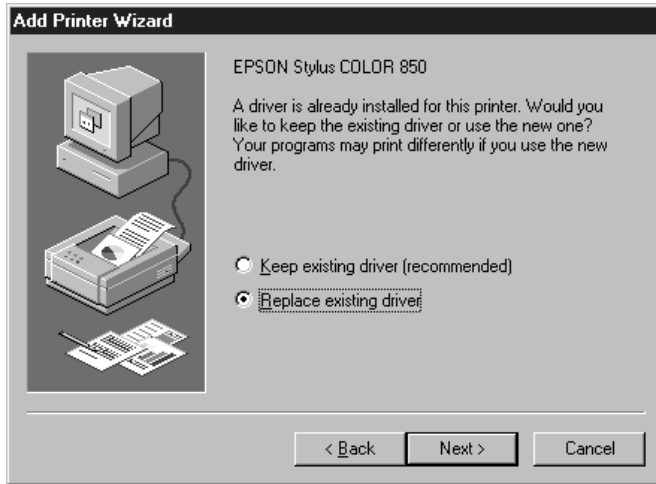 Add Printer Wizard
EPSON Stylus COLOR 850
A driver is already installed for this printer. Would you
like to keep the existing driver or use the new one?
Your programs may print differently if you use the new
driver.
Keep existing driver (recommended)
Replace existing driver
< Back
Next >
Cancel